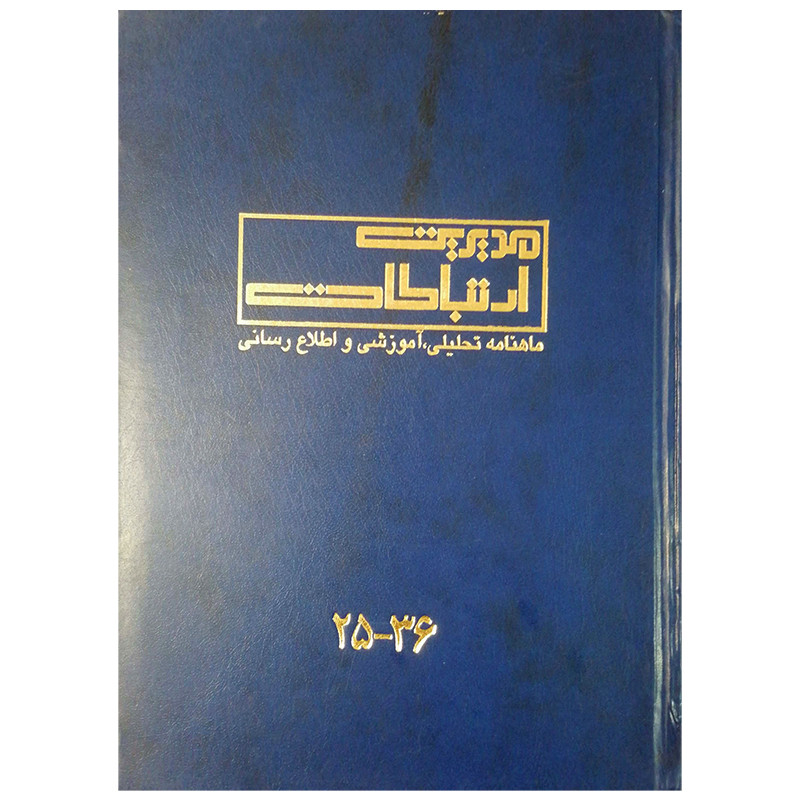 مدیریت
ارتباطات
ماهنامه تحلیلی،آموزشی و اطلاع رسانی
۲۵-۳۶